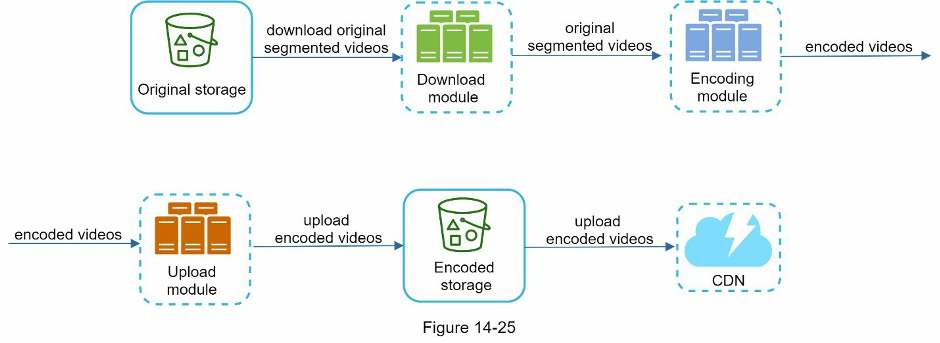 download original
segmented videos
original
segmented videos
encoded videos
Original storage
Download
module
Encoding
module
encoded videos
upload
encoded videos
upload
encoded videos
Upload
module
Encoded
storage
CDN
Figure 14-25